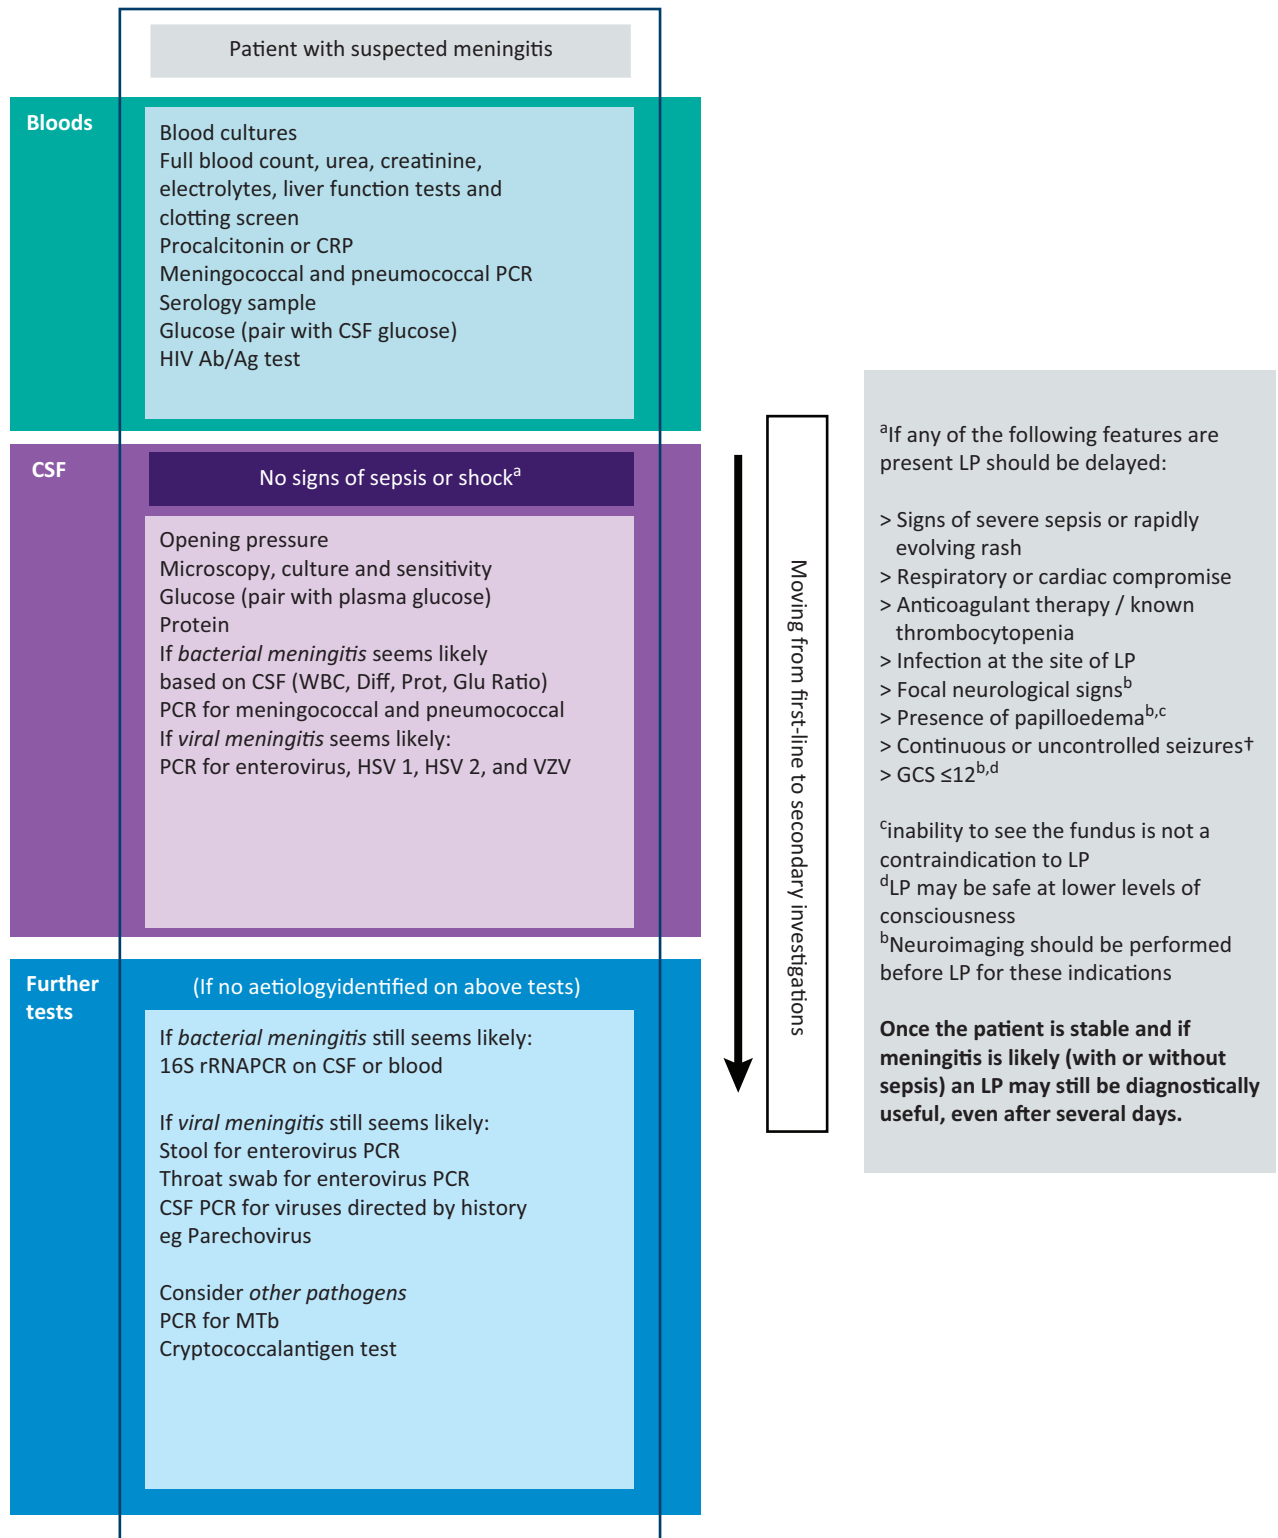 Patient with suspected meningitis
Bloods
Blood cultures
Full blood count, urea, creatinine,
electrolytes, liver function tests and
clotting screen
Procalcitonin or CRP
Meningococcal and pneumococcal PCR
Serology sample
Glucose (pair with CSF glucose)
HIV Ab/Ag test
CSF
No signs of sepsis or shockᵃ
Opening pressure
Microscopy, culture and sensitivity
Glucose (pair with plasma glucose)
Protein
If bacterial meningitis seems likely
based on CSF (WBC, Diff, Prot, Glu Ratio)
PCR for meningococcal and pneumococcal
If viral meningitis seems likely:
PCR for enterovirus, HSV 1, HSV 2, and VZV
Further
tests
(If no aetiologyidentified on above tests)
If bacterial meningitis still seems likely:
16S rRNAPCR on CSF or blood
If viral meningitis still seems likely:
Stool for enterovirus PCR
Throat swab for enterovirus PCR
CSF PCR for viruses directed by history
eg Parechovirus
Consider other pathogens
PCR for MTb
Cryptococcalantigen test
Moving from first-line to secondary investigations
ᵃIf any of the following features are
present LP should be delayed:
> Signs of severe sepsis or rapidly
evolving rash
> Respiratory or cardiac compromise
> Anticoagulant therapy / known
thrombocytopenia
> Infection at the site of LP
> Focal neurological signsᵇ
> Presence of papilloedemaᵇ,ᶜ
> Continuous or uncontrolled seizures†
> GCS ≤12ᵇ,ᵈ
ᶜinability to see the fundus is not a
contraindication to LP
ᵈLP may be safe at lower levels of
consciousness
ᵇNeuroimaging should be performed
before LP for these indications
Once the patient is stable and if
meningitis is likely (with or without
sepsis) an LP may still be diagnostically
useful, even after several days.